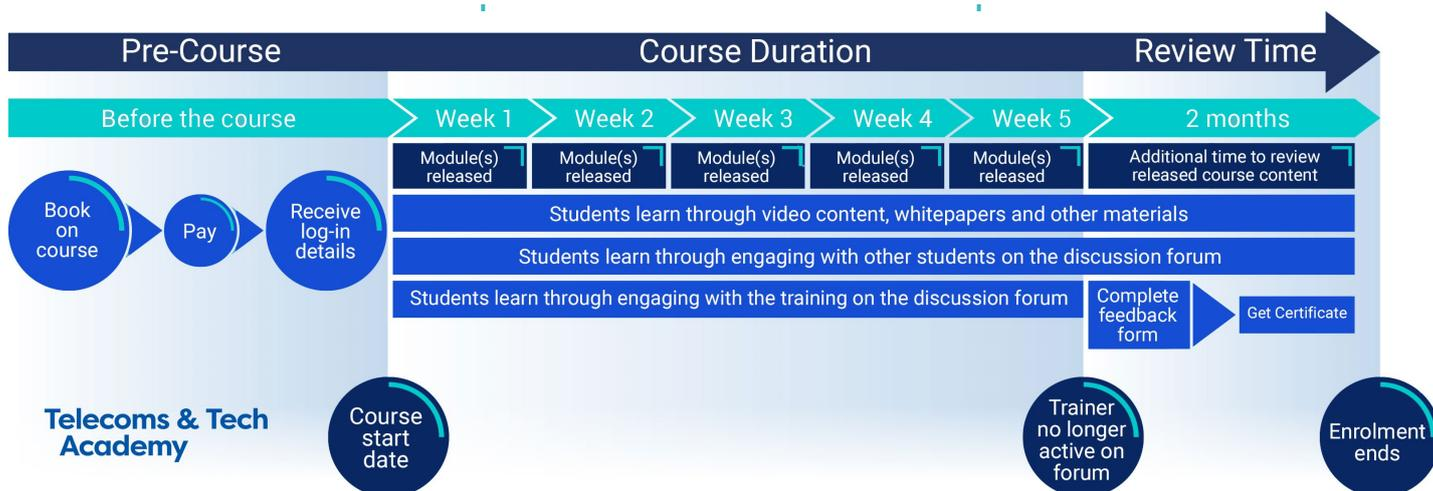 Pre-Course
Course Duration
Review Time
Before the course
Week 1
Week 2
Week 3
Week 4
Week 5
2 months
Module(s)
released
Module(s)
released
Module(s)
released
Module(s)
released
Module(s)
released
Additional time to review
released course content
Book
on
course
Pay
Receive
log-in
details
Students learn through video content, whitepapers and other materials
Students learn through engaging with other students on the discussion forum
Students learn through engaging with the training on the discussion forum
Complete
feedback
form
Get Certificate
Telecoms & Tech
Academy
Course
start
date
Trainer
no longer
active on
forum
Enrolment
ends